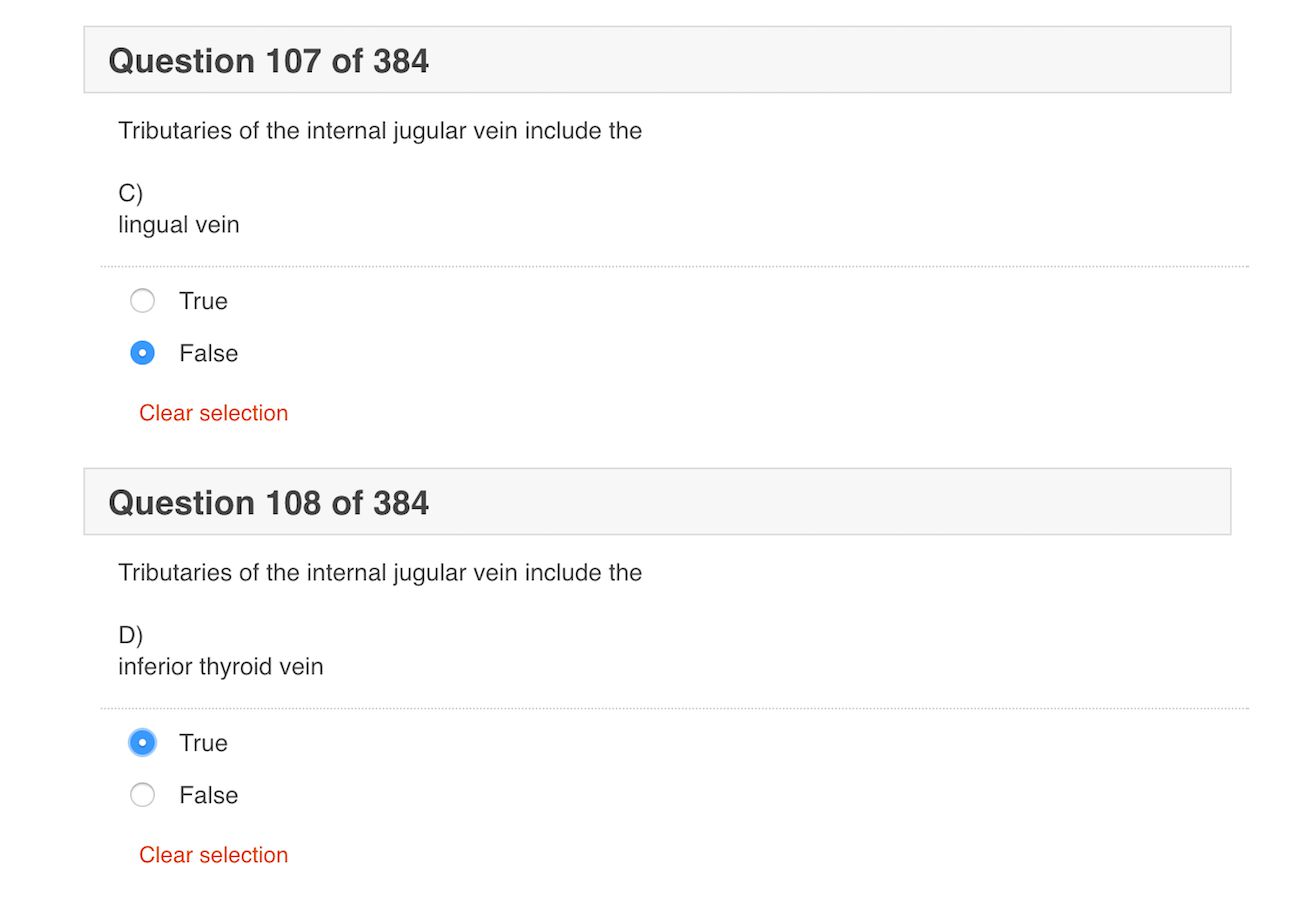 Question 107 of 384
Tributaries of the internal jugular vein include the
C)
lingual vein
True
False
Clear selection
Question 108 of 384
Tributaries of the internal jugular vein include the
D)
inferior thyroid vein
True
False
Clear selection